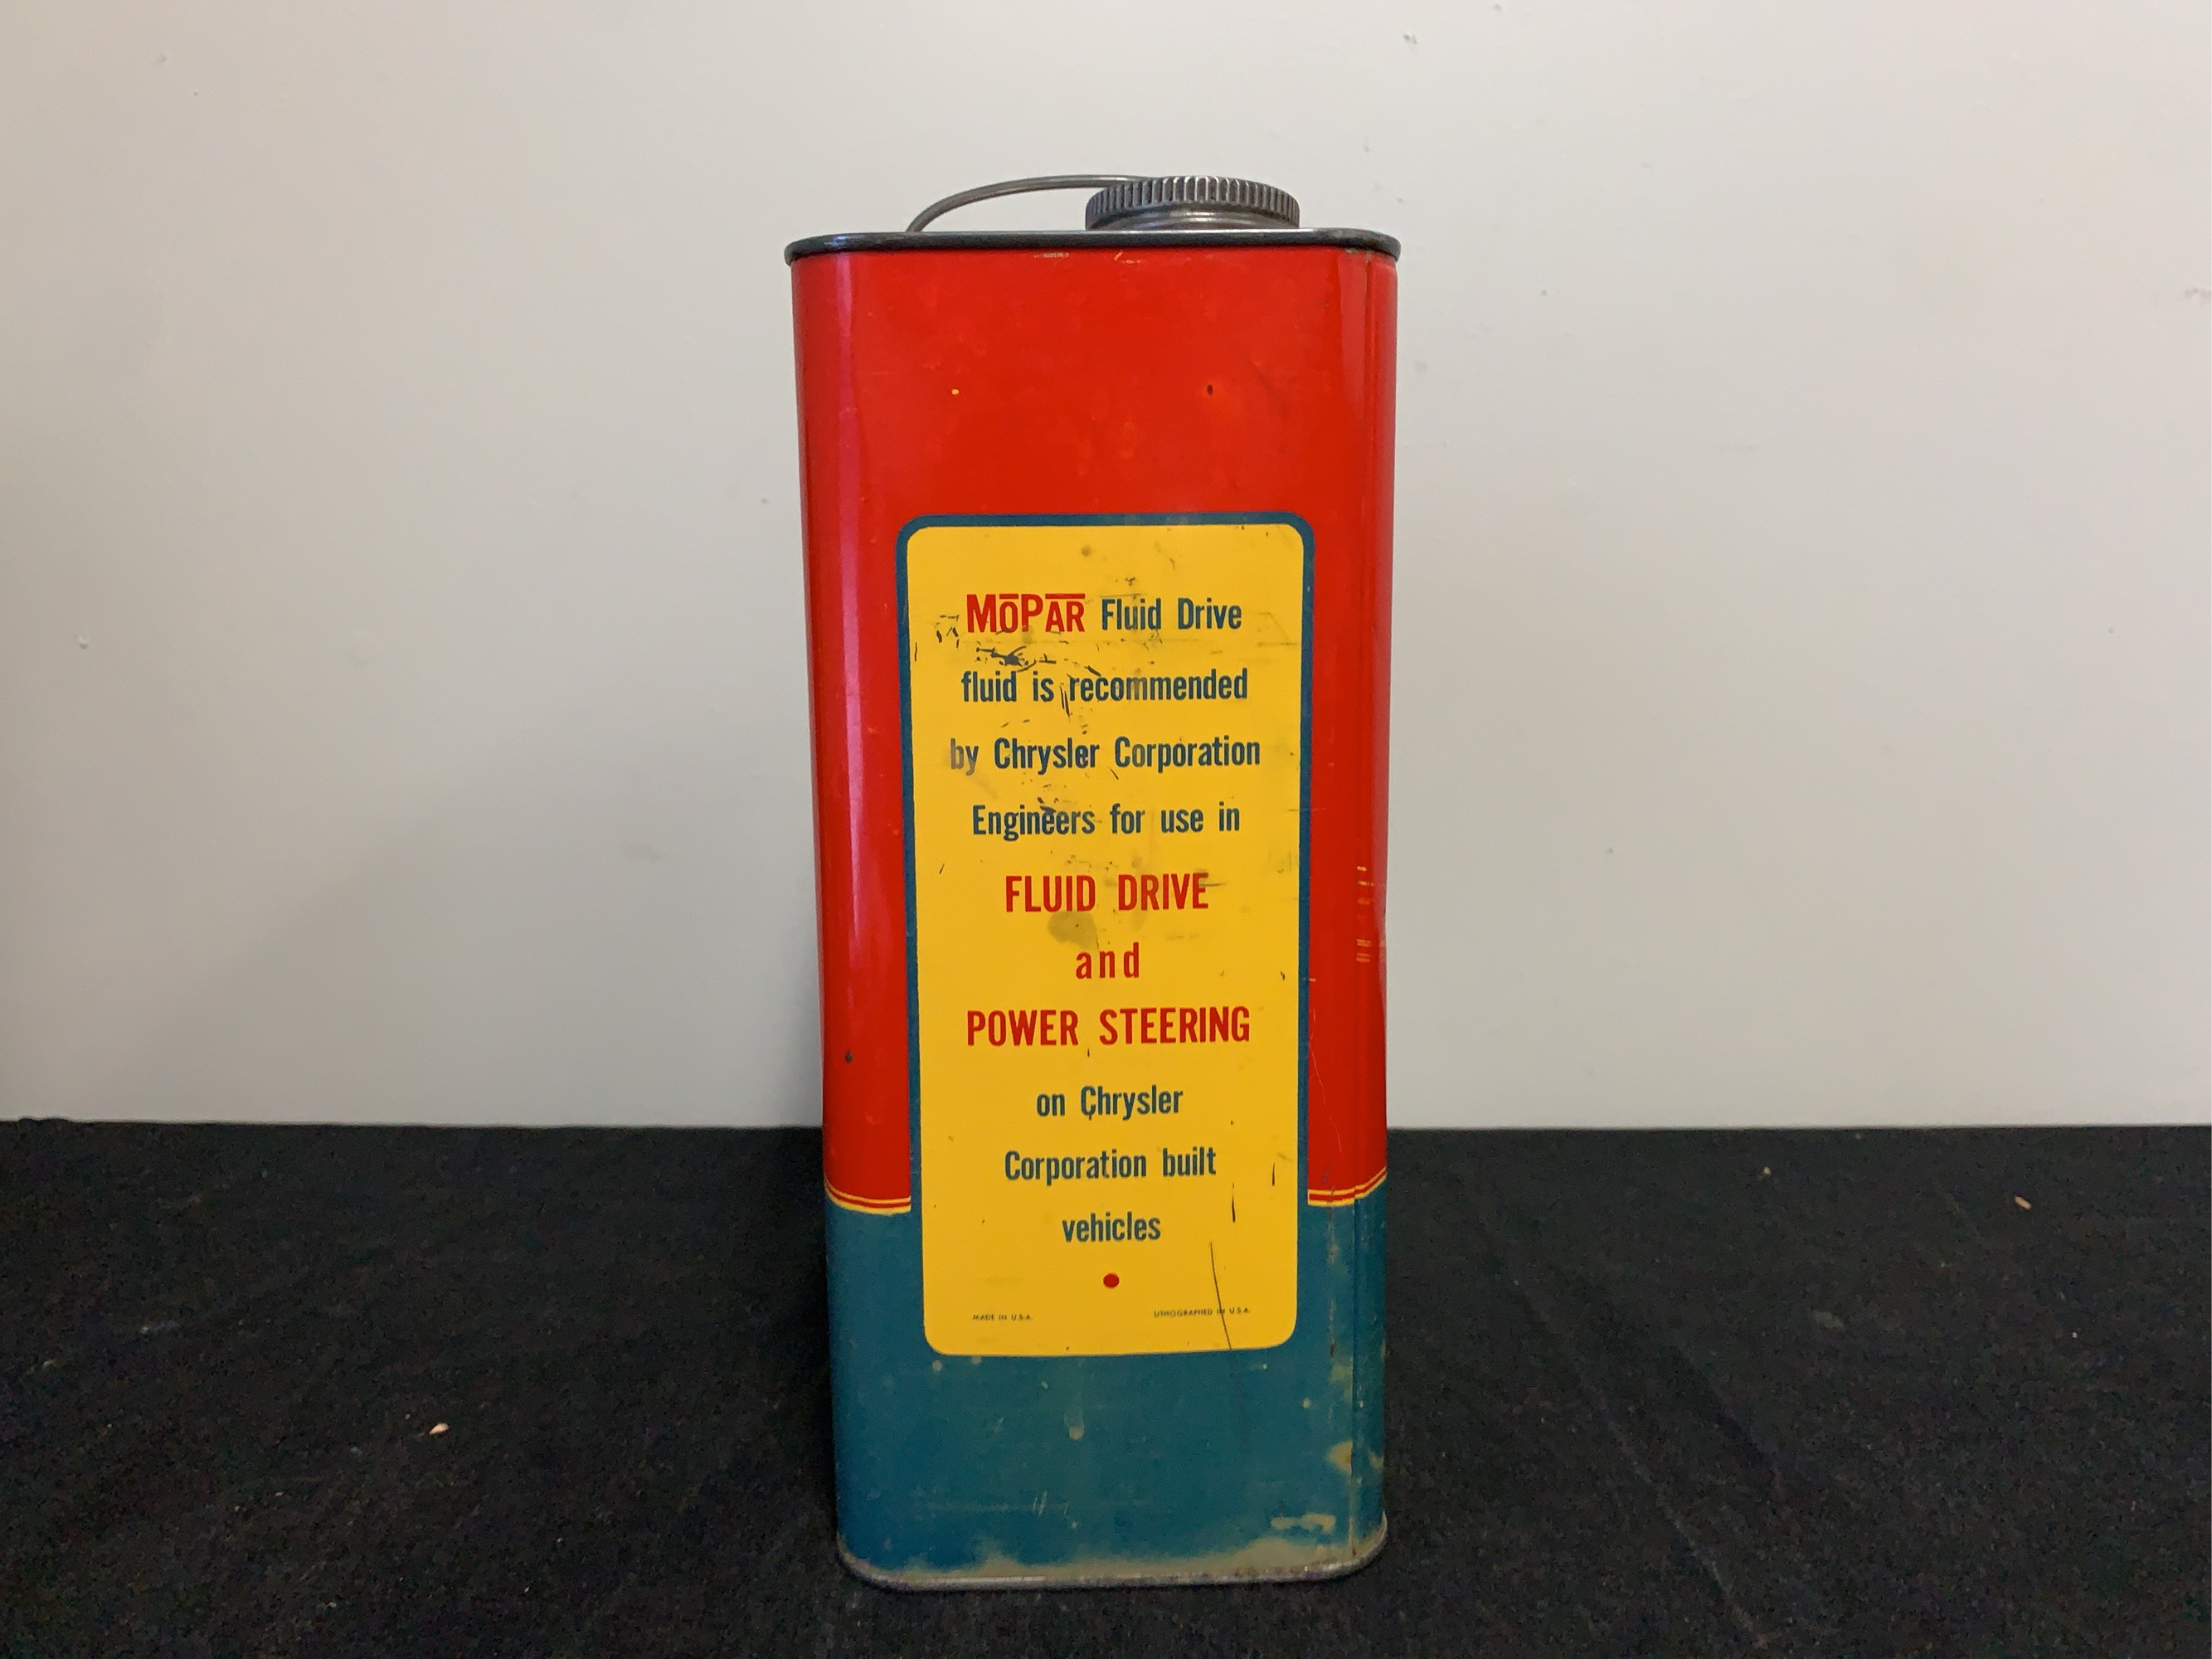 MOPAR Fluid Drive
fluid is recommended
by Chrysler Corporation
Engineers for use in
FLUID DRIVE
and
POWER STEERING
on Chrysler
Corporation built
vehicles
MADE IN U.S.A. LITHOGRAPHED IN U.S.A.